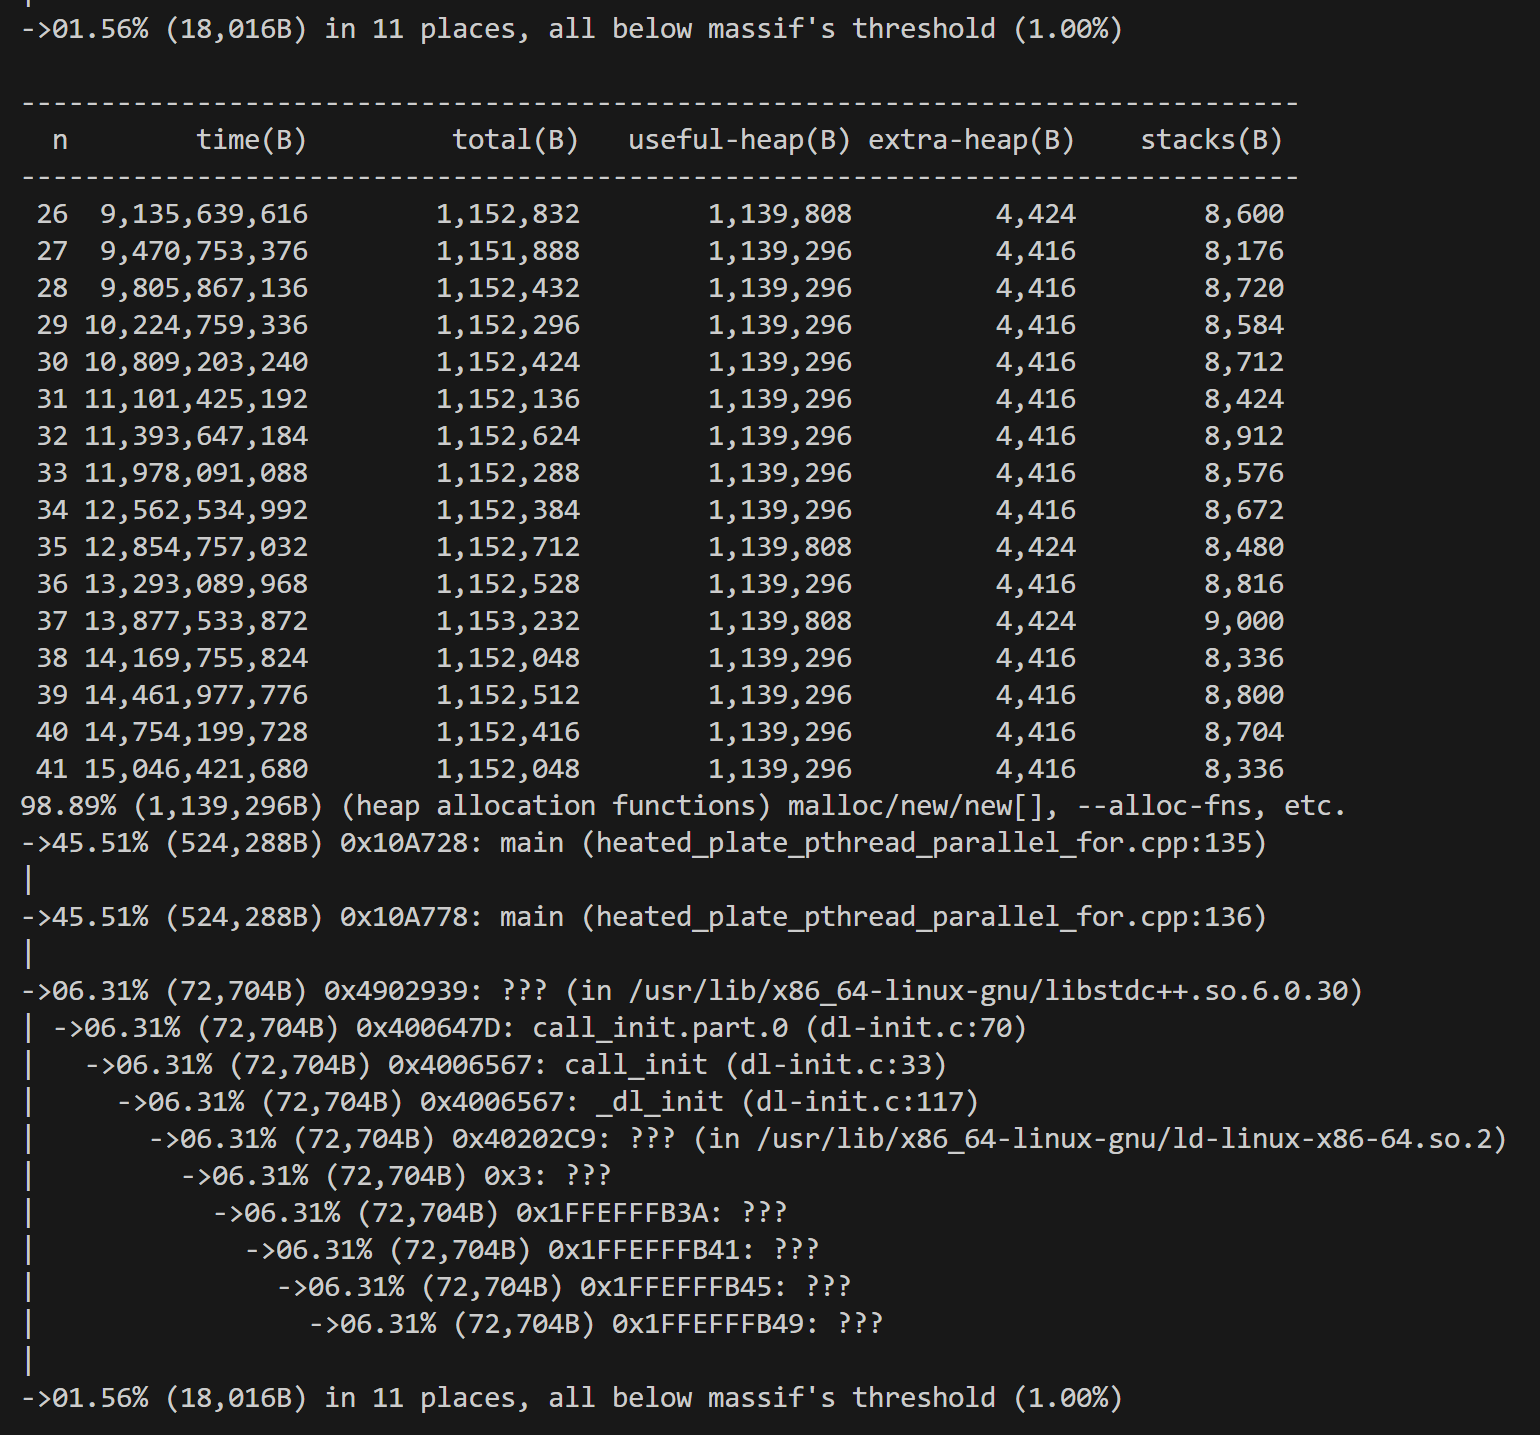 ->01.56% (18,016B) in 11 places, all below massif's threshold (1.00%)
--------------------------------------------------------------------------------
  n        time(B)         total(B)   useful-heap(B) extra-heap(B)    stacks(B)
--------------------------------------------------------------------------------
 26  9,135,639,616        1,152,832        1,139,808         4,424        8,600
 27  9,470,753,376        1,151,888        1,139,296         4,416        8,176
 28  9,805,867,136        1,152,432        1,139,296         4,416        8,720
 29 10,224,759,336        1,152,296        1,139,296         4,416        8,584
 30 10,809,203,240        1,152,424        1,139,296         4,416        8,712
 31 11,101,425,192        1,152,136        1,139,296         4,416        8,424
 32 11,393,647,184        1,152,624        1,139,296         4,416        8,912
 33 11,978,091,088        1,152,288        1,139,296         4,416        8,576
 34 12,562,534,992        1,152,384        1,139,296         4,416        8,672
 35 12,854,757,032        1,152,712        1,139,808         4,424        8,480
 36 13,293,089,968        1,152,528        1,139,296         4,416        8,816
 37 13,877,533,872        1,153,232        1,139,808         4,424        9,000
 38 14,169,755,824        1,152,048        1,139,296         4,416        8,336
 39 14,461,977,776        1,152,512        1,139,296         4,416        8,800
 40 14,754,199,728        1,152,416        1,139,296         4,416        8,704
 41 15,046,421,680        1,152,048        1,139,296         4,416        8,336
98.89% (1,139,296B) (heap allocation functions) malloc/new/new[], --alloc-fns, etc.
->45.51% (524,288B) 0x10A728: main (heated_plate_pthread_parallel_for.cpp:135)
|
->45.51% (524,288B) 0x10A778: main (heated_plate_pthread_parallel_for.cpp:136)
|
->06.31% (72,704B) 0x4902939: ??? (in /usr/lib/x86_64-linux-gnu/libstdc++.so.6.0.30)
| ->06.31% (72,704B) 0x400647D: call_init.part.0 (dl-init.c:70)
|   ->06.31% (72,704B) 0x4006567: call_init (dl-init.c:33)
|     ->06.31% (72,704B) 0x4006567: _dl_init (dl-init.c:117)
|       ->06.31% (72,704B) 0x40202C9: ??? (in /usr/lib/x86_64-linux-gnu/ld-linux-x86-64.so.2)
|         ->06.31% (72,704B) 0x3: ???
|           ->06.31% (72,704B) 0x1FFEFFFB3A: ???
|             ->06.31% (72,704B) 0x1FFEFFFB41: ???
|               ->06.31% (72,704B) 0x1FFEFFFB45: ???
|                 ->06.31% (72,704B) 0x1FFEFFFB49: ???
|
->01.56% (18,016B) in 11 places, all below massif's threshold (1.00%)